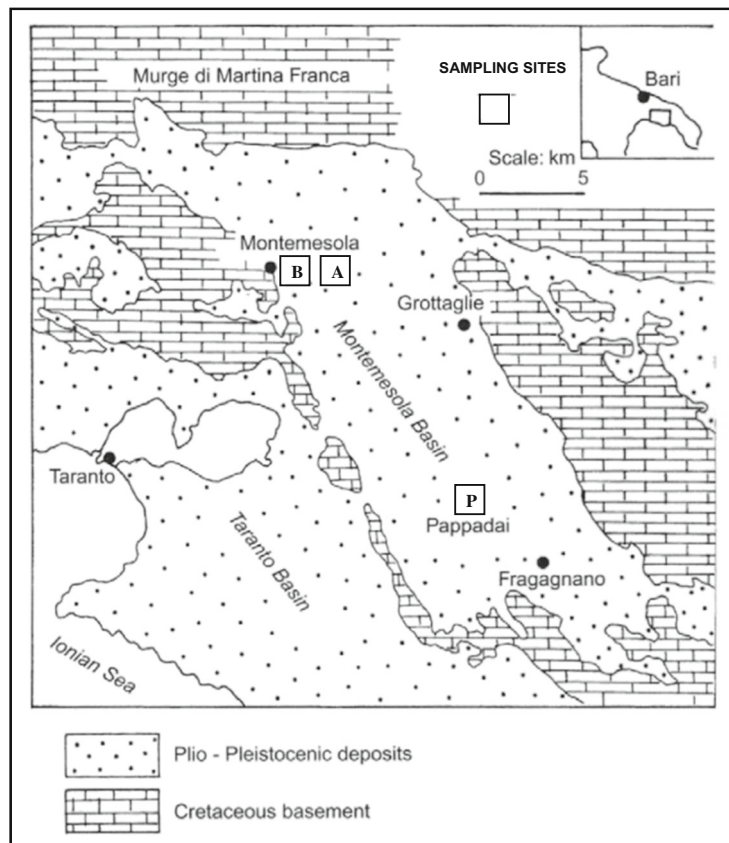 Murge di Martina Franca
SAMPLING SITES
Bari
Scale: km
0 5
Montemesola
B A
Grottaglie
Montemesola Basin
Taranto
P
Pappadai
Taranto Basin
Fragagnano
Ionian Sea
Plio - Pleistocenic deposits
Cretaceous basement